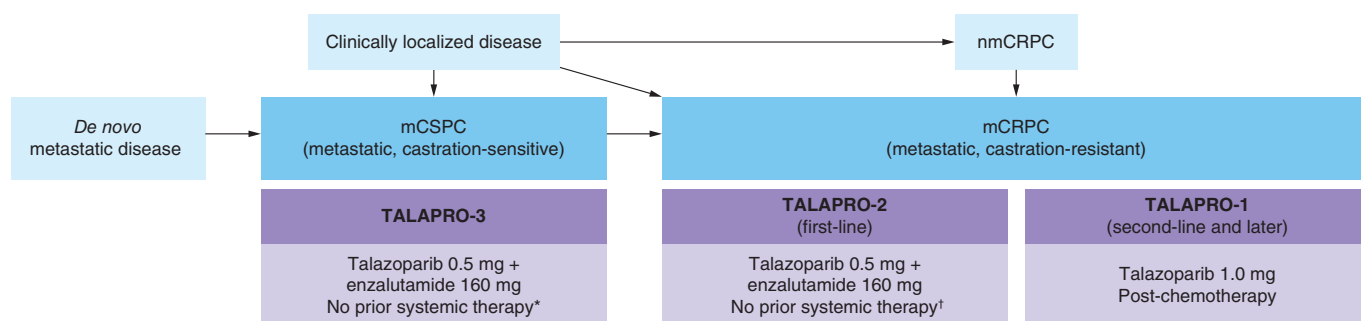 Clinically localized disease
nmCRPC
De novo
metastatic disease
mCSPC
(metastatic, castration-sensitive)
mCRPC
(metastatic, castration-resistant)
TALAPRO-3
Talazoparib 0.5 mg +
enzalutamide 160 mg
No prior systemic therapy*
TALAPRO-2
(first-line)
Talazoparib 0.5 mg +
enzalutamide 160 mg
No prior systemic therapy†
TALAPRO-1
(second-line and later)
Talazoparib 1.0 mg
Post-chemotherapy